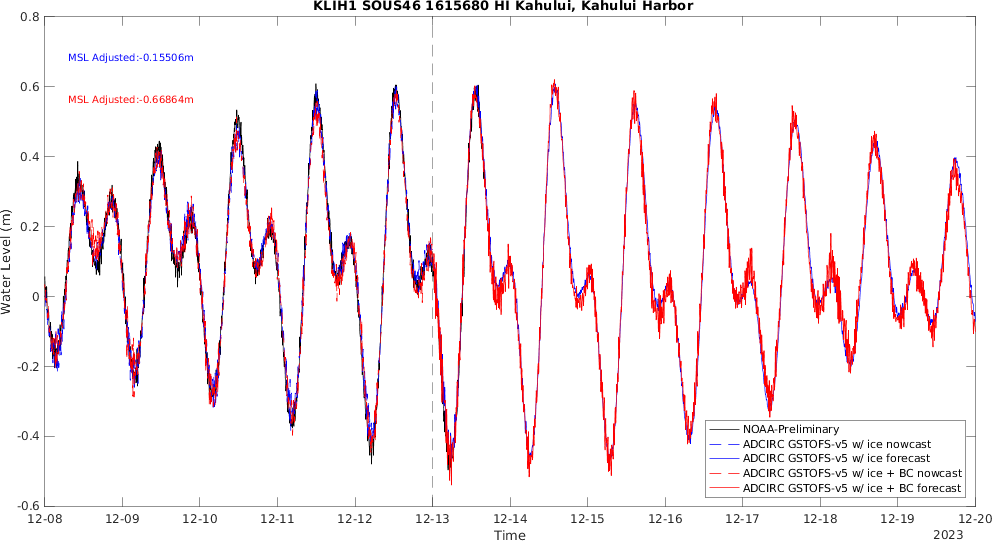 KLIH1 SOUS46 1615680 HI Kahului, Kahului Harbor
0.8
MSL Adjusted:-0.15506m
0.6
MSL Adjusted:-0.66864m
0.4
0.2
Water Level (m)
0
-0.2
-0.4
NOAA-Preliminary
ADCIRC GSTOFS-v5 w/ ice nowcast
ADCIRC GSTOFS-v5 w/ ice forecast
ADCIRC GSTOFS-v5 w/ ice + BC nowcast
ADCIRC GSTOFS-v5 w/ ice + BC forecast
-0.6
12-08 12-09 12-10 12-11 12-12 12-13 12-14 12-15 12-16 12-17 12-18 12-19 12-20
Time
2023